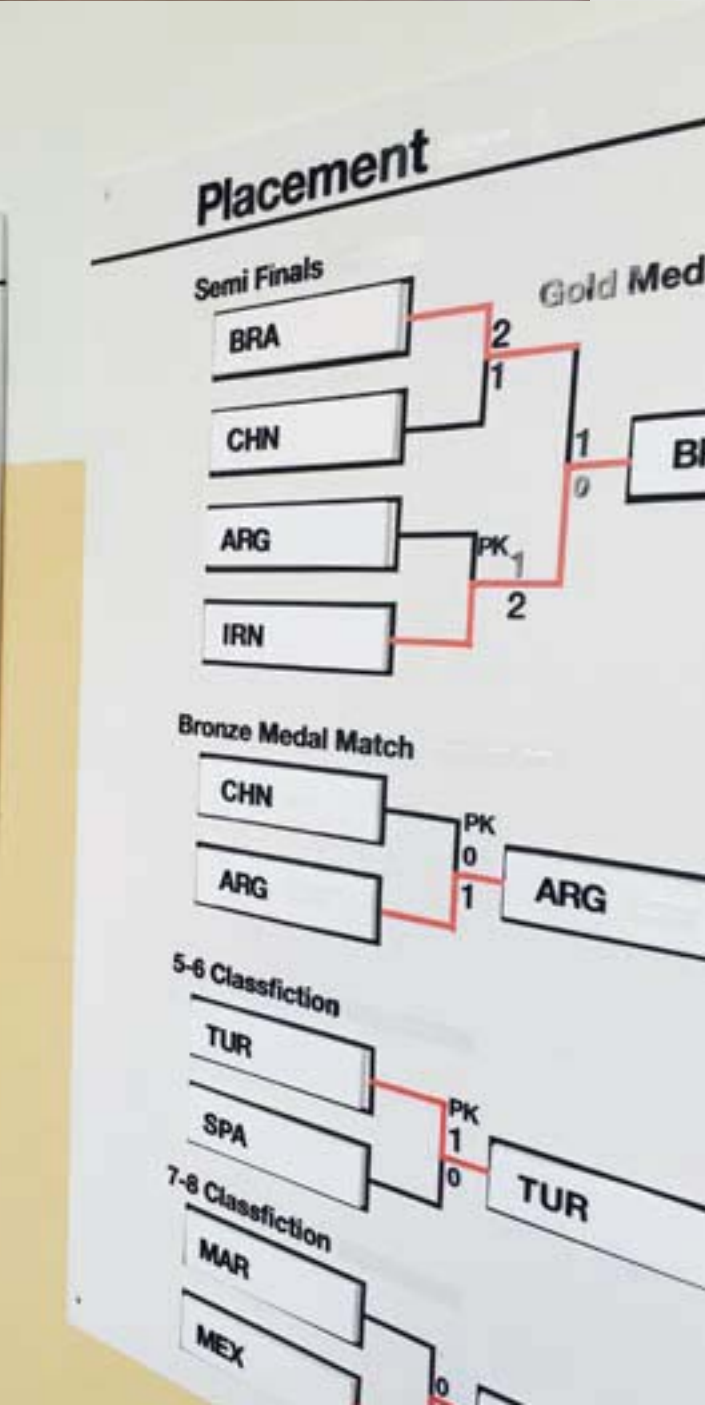 Placement
Semi Finals
Gold Med
BRA
2
CHN
1
1
0
ARG
PK
1
IRN
2
Bronze Medal Match
CHN
PK
0
ARG
1
ARG
5-6 Classfiction
TUR
PK
1
SPA
0
TUR
7-8 Classfiction
MAR
MEX
0